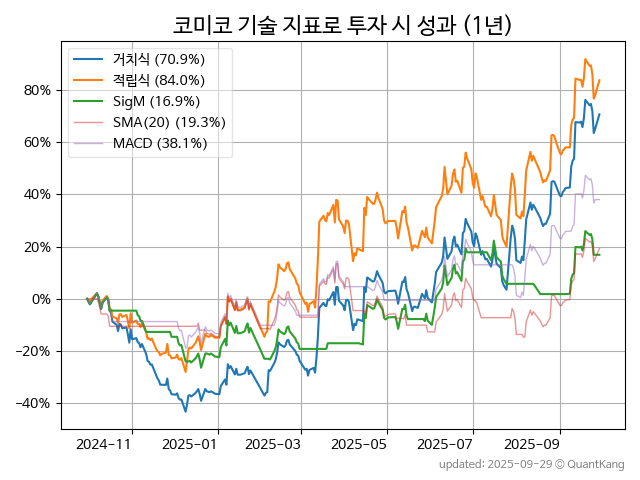 코미코 기술 지표로 투자 시 성과 (1년)
거치식 (70.9%)
적립식 (84.0%)
SigM (16.9%)
SMA(20) (19.3%)
MACD (38.1%)
80%
60%
40%
20%
0%
−20%
−40%
2024-11
2025-01
2025-03
2025-05
2025-07
2025-09
updated: 2025-09-29 © QuantKang